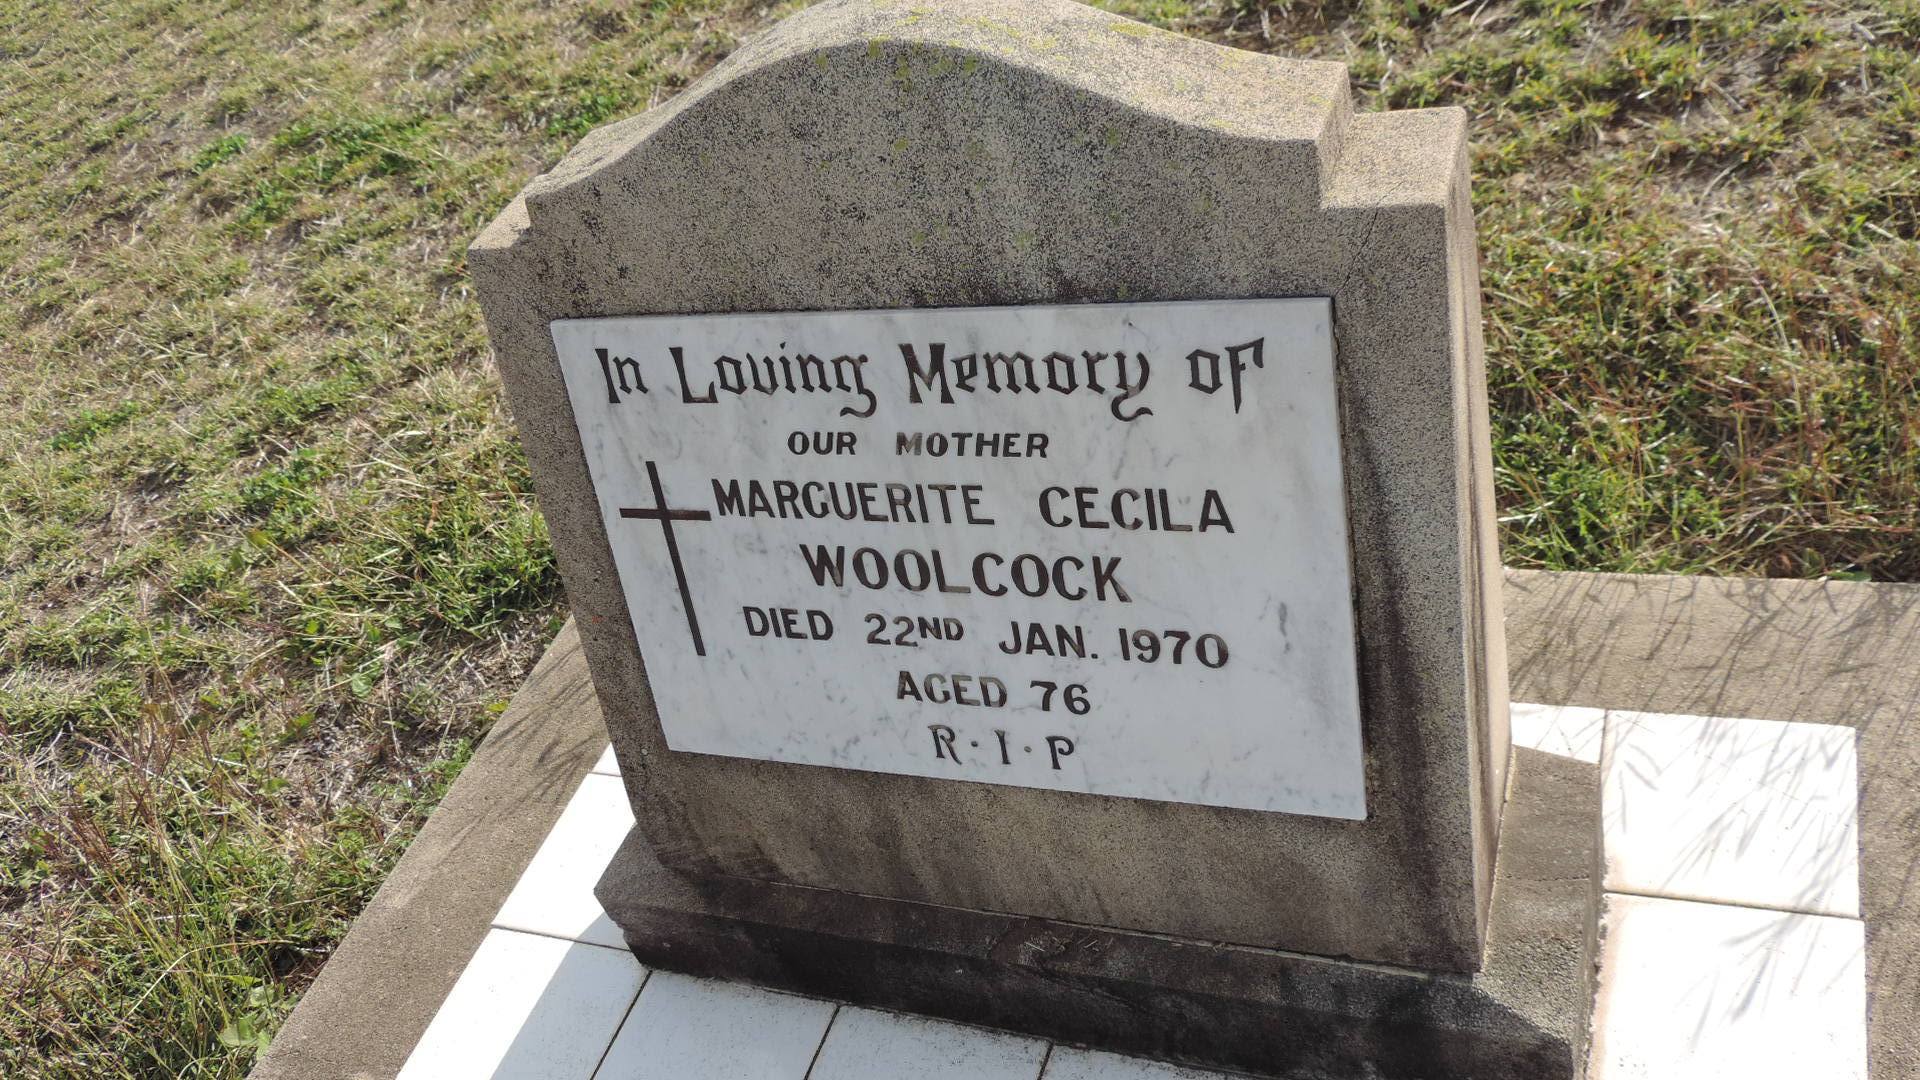 In Loving Memory of
OUR MOTHER
MARGUERITE CECILA
WOOLCOCK
DIED 22ND JAN. 1970
AGED 76
R·I·P